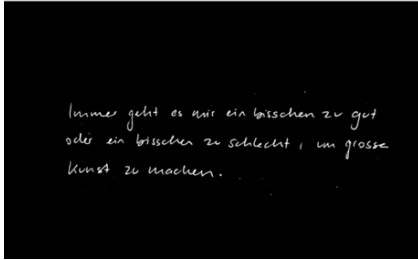 Immer geht es mir ein bisschen zu gut
oder ein bisschen zu schlecht, um grosse
Kunst zu machen.